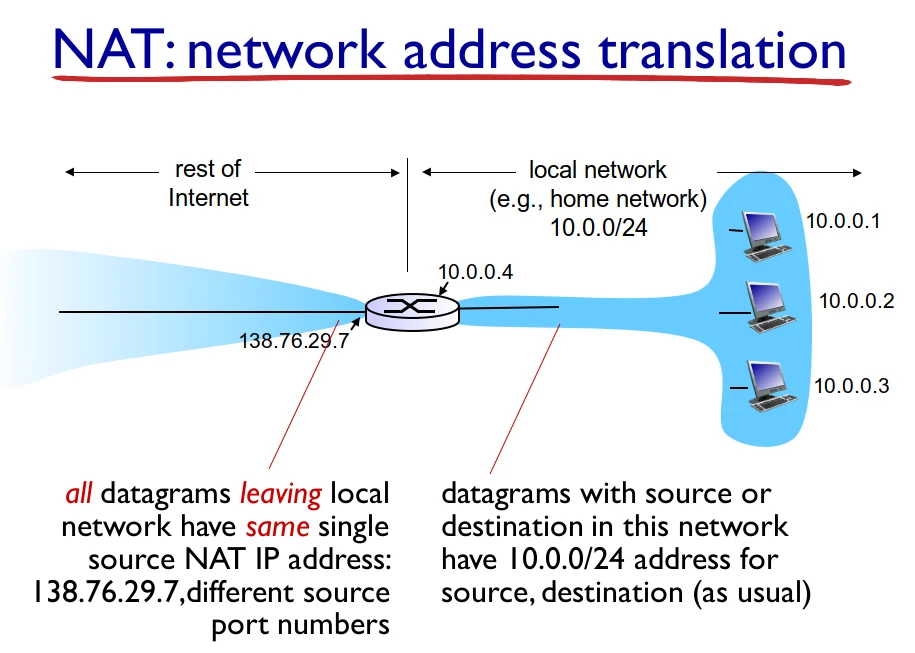 NAT: network address translation
rest of
Internet
local network
(e.g., home network)
10.0.0/24
10.0.0.1
10.0.0.4
10.0.0.2
138.76.29.7
10.0.0.3
all datagrams leaving local
network have same single
source NAT IP address:
138.76.29.7,different source
port numbers
datagrams with source or
destination in this network
have 10.0.0/24 address for
source, destination (as usual)